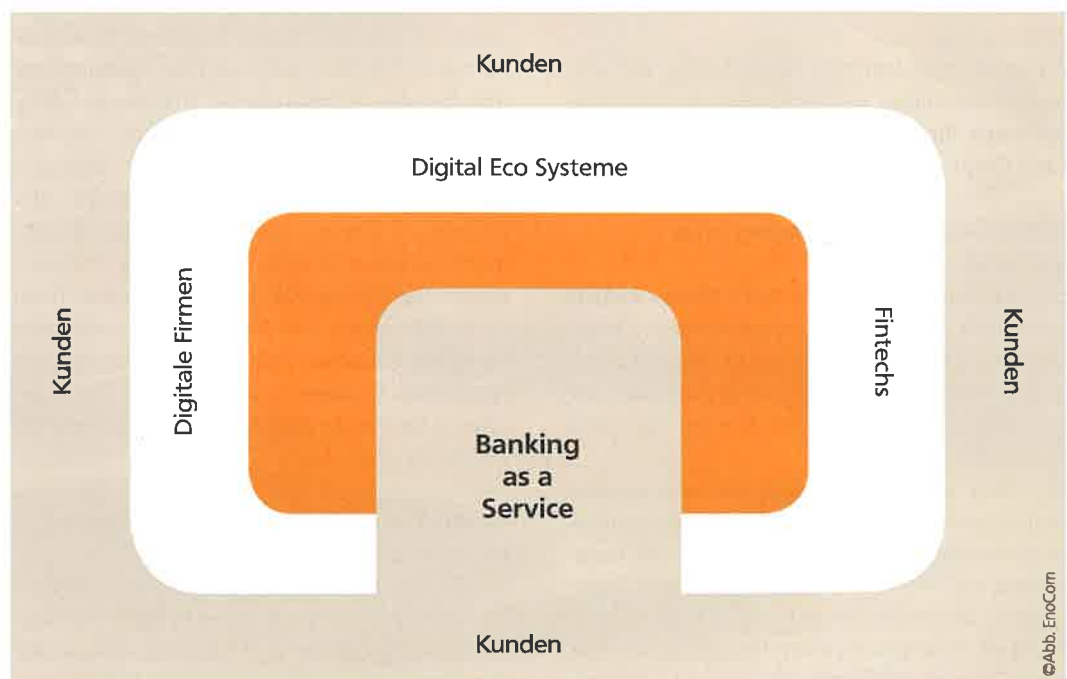 Kunden
Digital Eco Systeme
Kunden
Digitale Firmen
Fintechs
Kunden
Banking
as a
Service
Kunden
©Abb. EnoCom